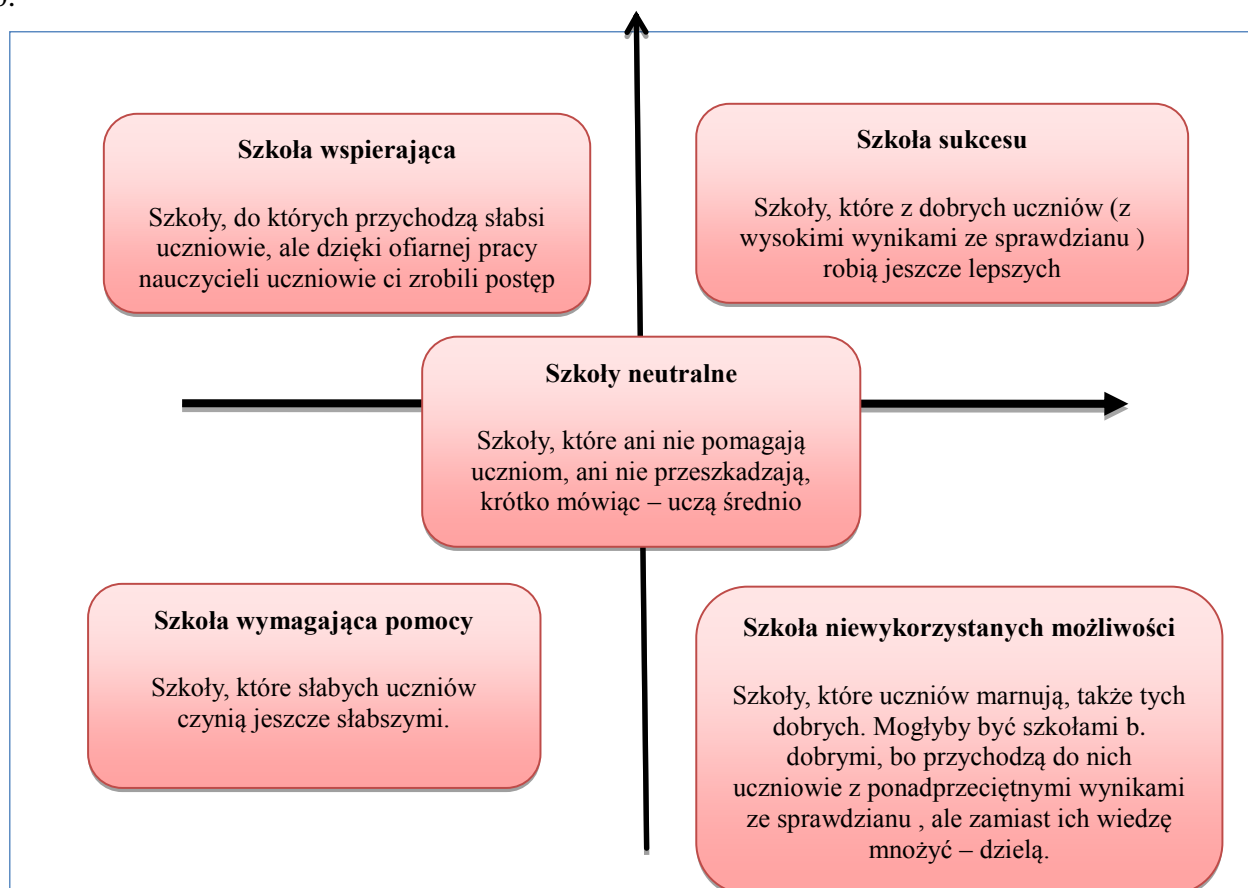 Szkoła wspierająca
Szkoły, do których przychodzą słabsi
uczniowie, ale dzięki ofiarnej pracy
nauczycieli uczniowie ci zrobili postęp
Szkoła sukcesu
Szkoły, które z dobrych uczniów (z
wysokimi wynikami ze sprawdzianu )
robią jeszcze lepszych
Szkoły neutralne
Szkoły, które ani nie pomagają
uczniom, ani nie przeszkadzają,
krótko mówiąc – uczą średnio
Szkoła wymagająca pomocy
Szkoły, które słabych uczniów
czynią jeszcze słabszymi.
Szkoła niewykorzystanych możliwości
Szkoły, które uczniów marnują, także tych
dobrych. Mogłyby być szkołami b.
dobrymi, bo przychodzą do nich
uczniowie z ponadprzeciętnymi wynikami
ze sprawdzianu , ale zamiast ich wiedzę
mnożyć – dzielą.